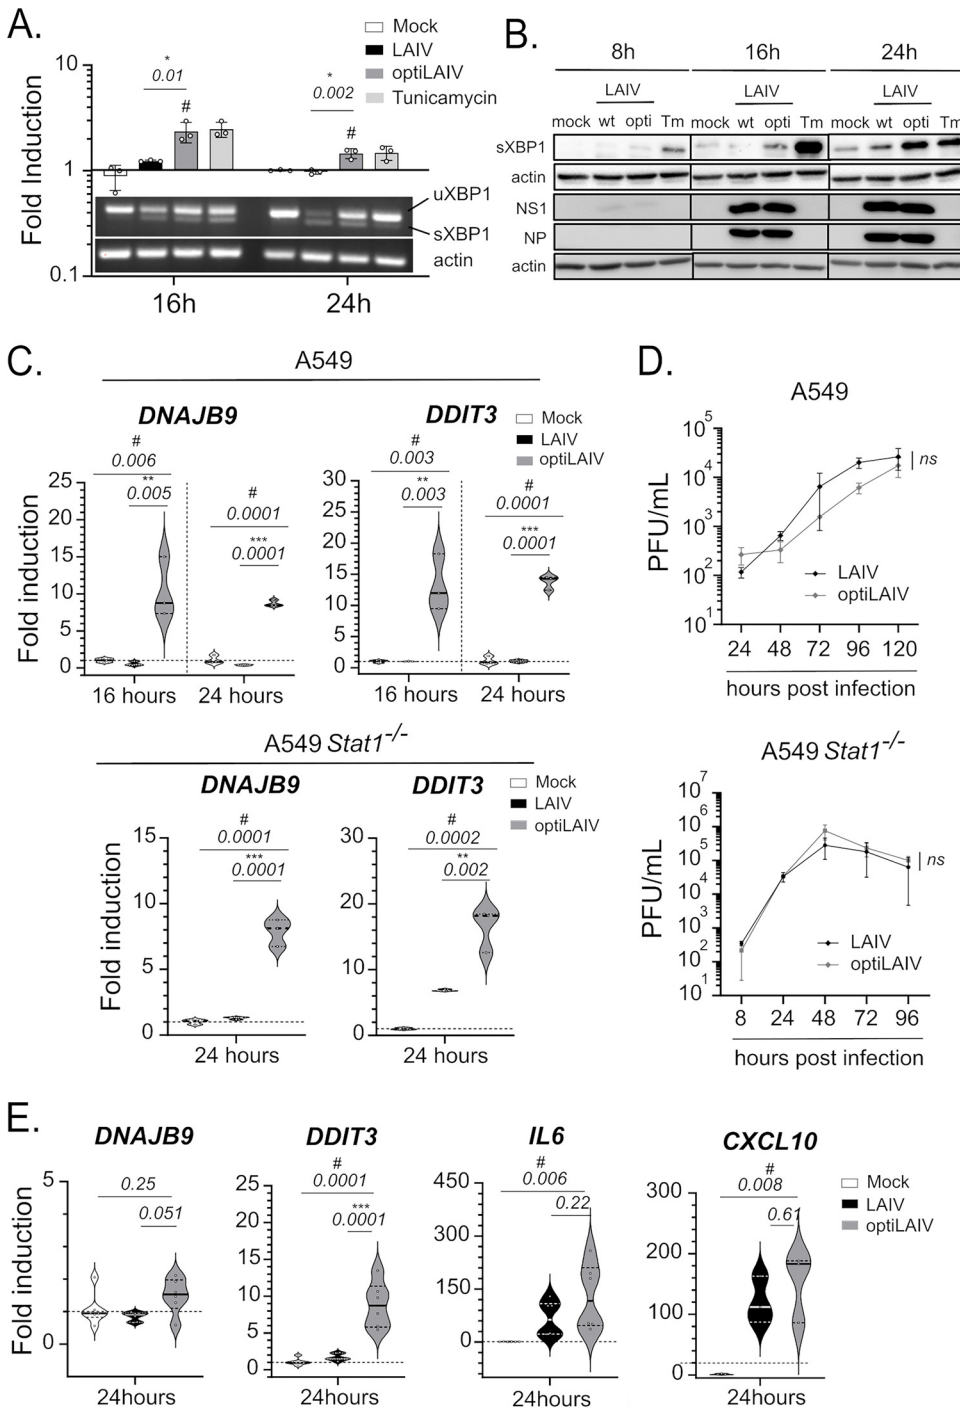 A.
Mock
LAIV
optiLAIV
Tunicamycin
Fold Induction
10
1
0.1
*
0.01
#
*
0.002
#
uXBP1
sXBP1
actin
16h
24h
B.
8h
16h
24h
LAIV
LAIV
LAIV
mock wt opti Tm
mock wt opti Tm
mock wt opti Tm
sXBP1
actin
NS1
NP
actin
C.
A549
DNAJB9
DDIT3
Mock
LAIV
optiLAIV
Fold induction
25
20
15
10
5
0
#
0.006
**
0.005
#
0.0001
***
0.0001
16 hours
24 hours
30
25
20
15
10
5
0
#
0.003
**
0.003
#
0.0001
***
0.0001
16 hours
24 hours
A549 Stat1-/-
DNAJB9
DDIT3
Mock
LAIV
optiLAIV
Fold induction
15
10
5
0
#
0.0001
***
0.0001
24 hours
30
20
10
0
#
0.0002
**
0.002
24 hours
D.
A549
PFU/mL
10^5
10^4
10^3
10^2
10^1
ns
LAIV
optiLAIV
24 48 72 96 120
hours post infection
A549 Stat1-/-
PFU/mL
10^7
10^6
10^5
10^4
10^3
10^2
10^1
ns
LAIV
optiLAIV
8 24 48 72 96
hours post infection
E.
DNAJB9
Fold induction
5
0
0.25
0.051
24hours
DDIT3
25
20
15
10
5
0
#
0.0001
***
0.0001
24hours
IL6
450
300
150
0
#
0.006
0.22
24hours
CXCL10
300
200
100
0
#
0.008
0.61
24hours
Mock
LAIV
optiLAIV